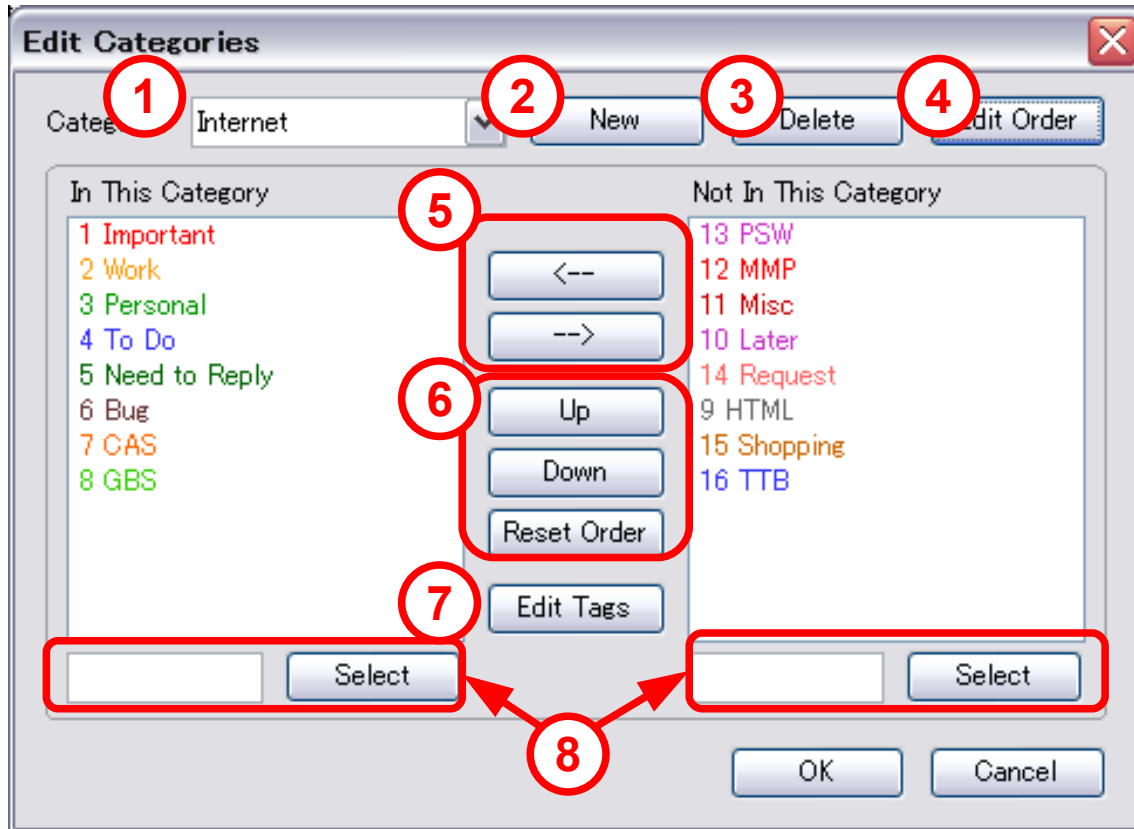 Edit Categories
1 2 3 4
Categ Internet New Delete Edit Order
In This Category 5 Not In This Category
1 Important 13 PSW
2 Work <-- 12 MMP
3 Personal 11 Misc
4 To Do --> 10 Later
5 Need to Reply 14 Request
6 Bug 6 Up 9 HTML
7 CAS 15 Shopping
8 GBS Down 16 TTB
Reset Order
7 Edit Tags
Select Select
8
OK Cancel